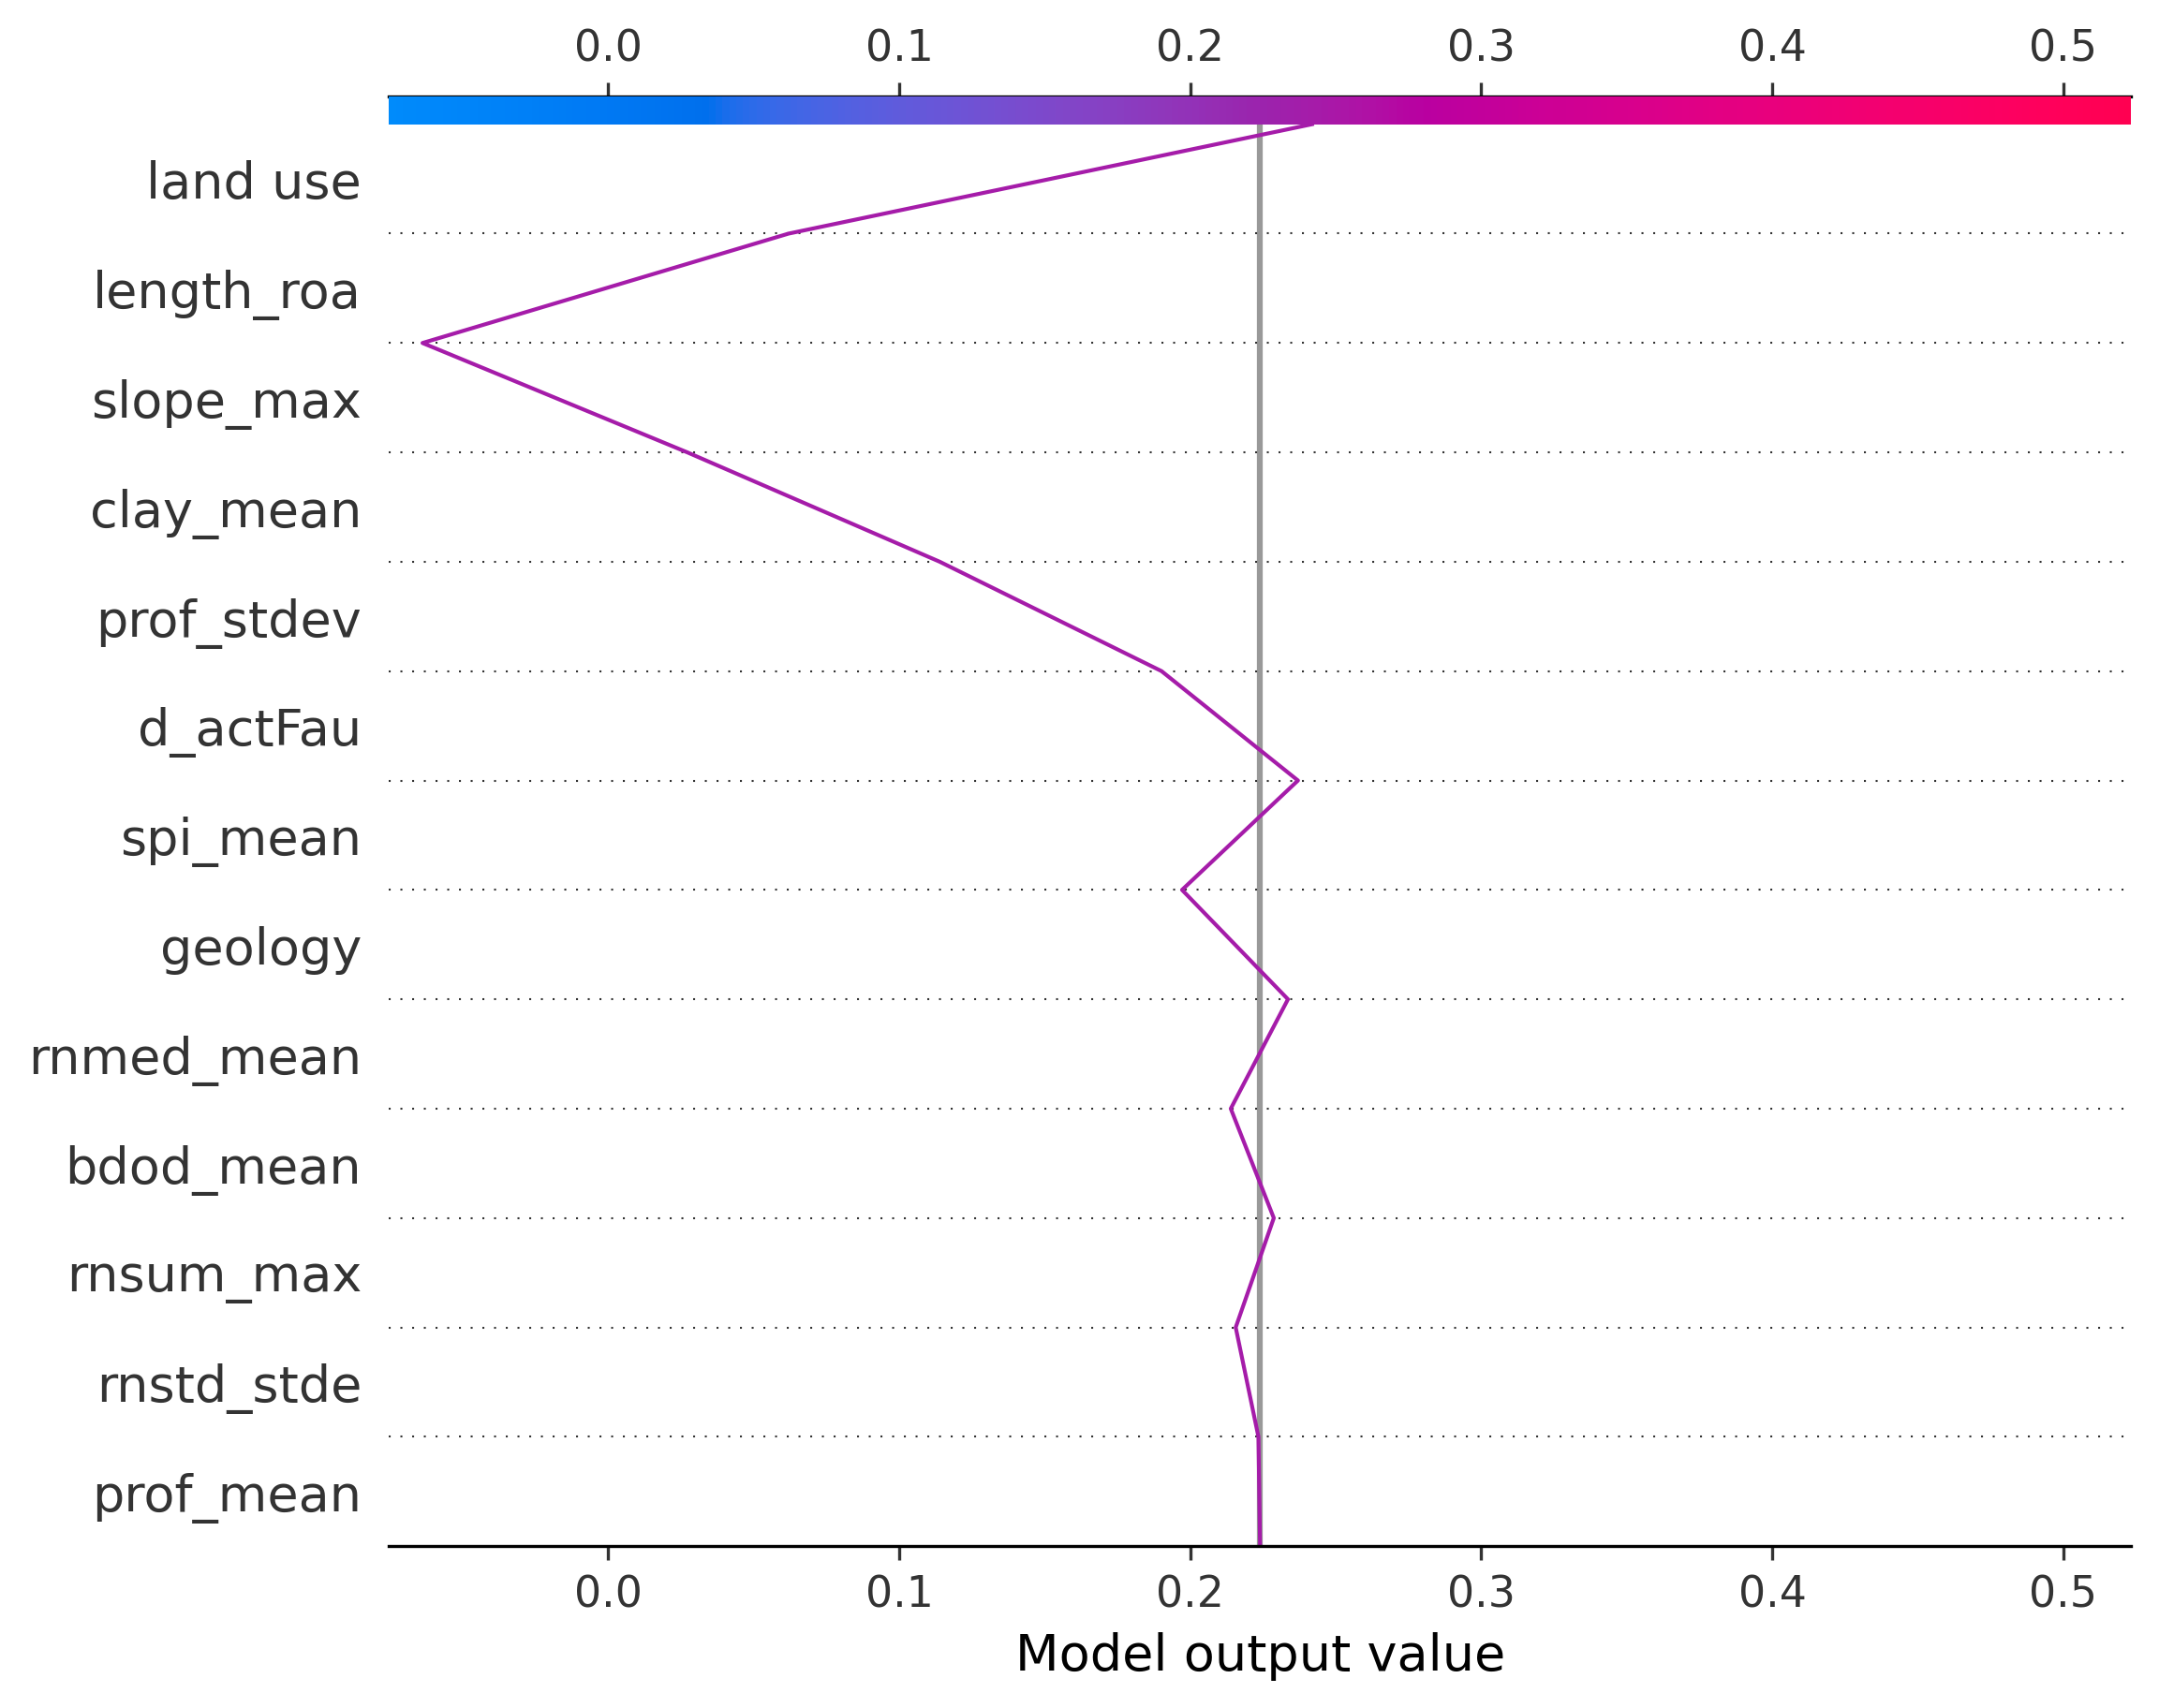 0.0 0.1 0.2 0.3 0.4 0.5
land use
length_roa
slope_max
clay_mean
prof_stdev
d_actFau
spi_mean
geology
rnmed_mean
bdod_mean
rnsum_max
rnstd_stde
prof_mean
0.0 0.1 0.2 0.3 0.4 0.5
Model output value